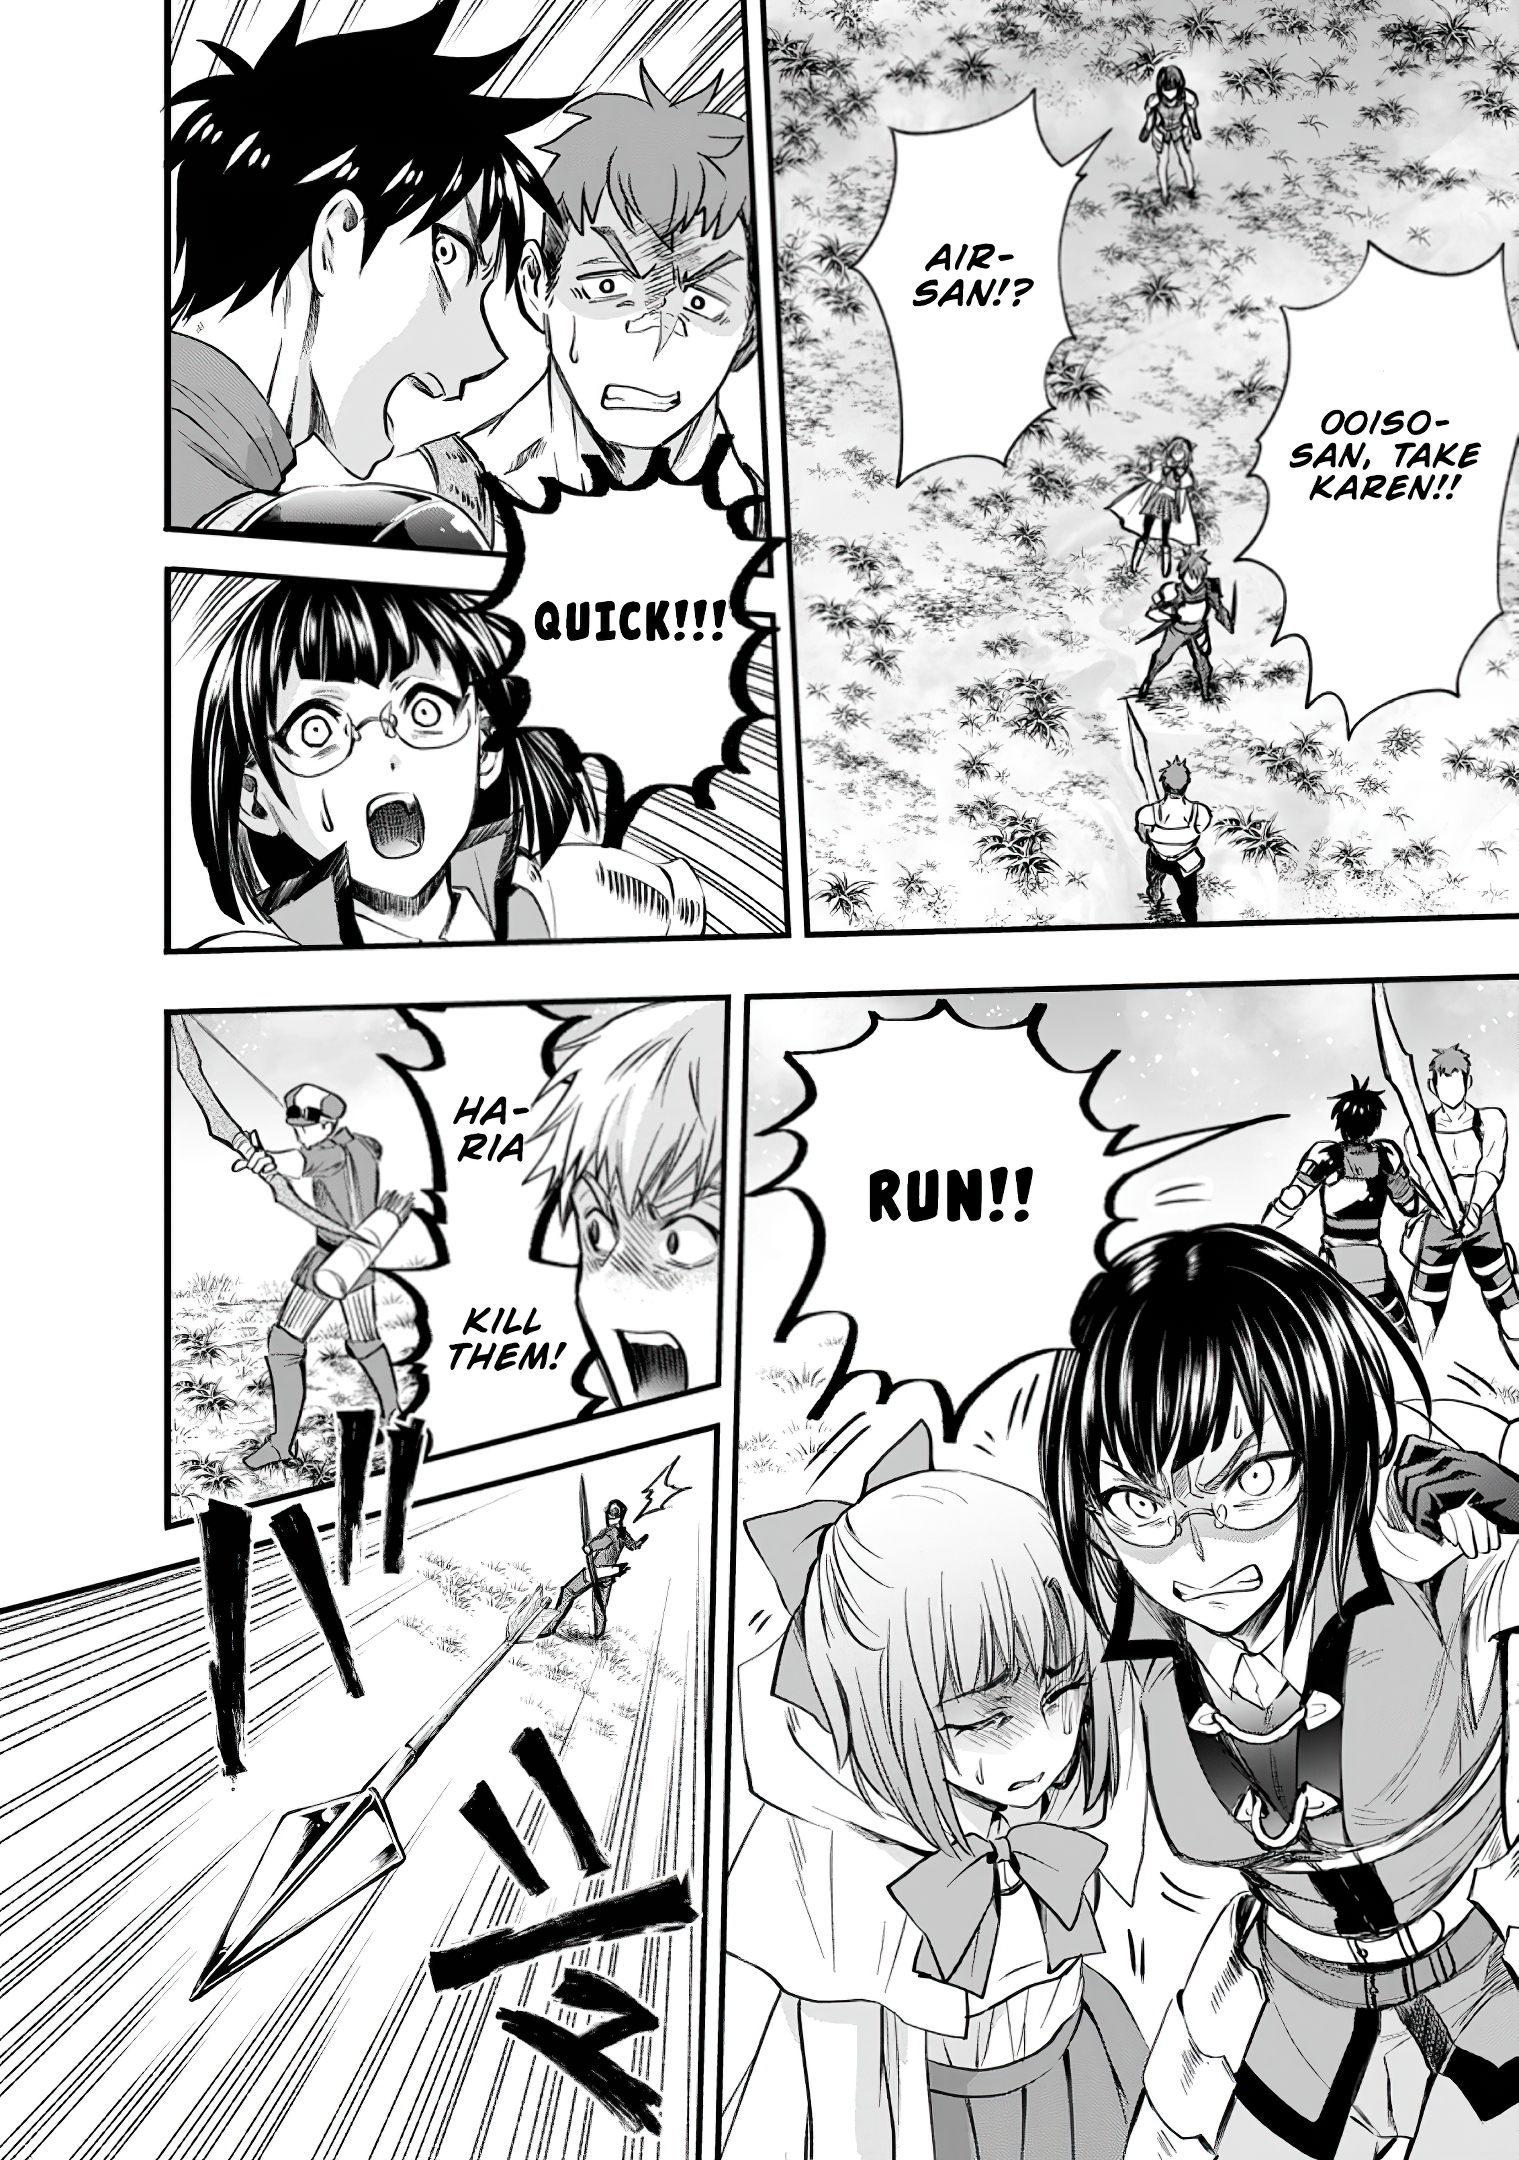 OOISO-
SAN, TAKE
KAREN!!
AIR-
SAN!?
QUICK!!!
RUN!!
HA-
RIA
KILL
THEM!